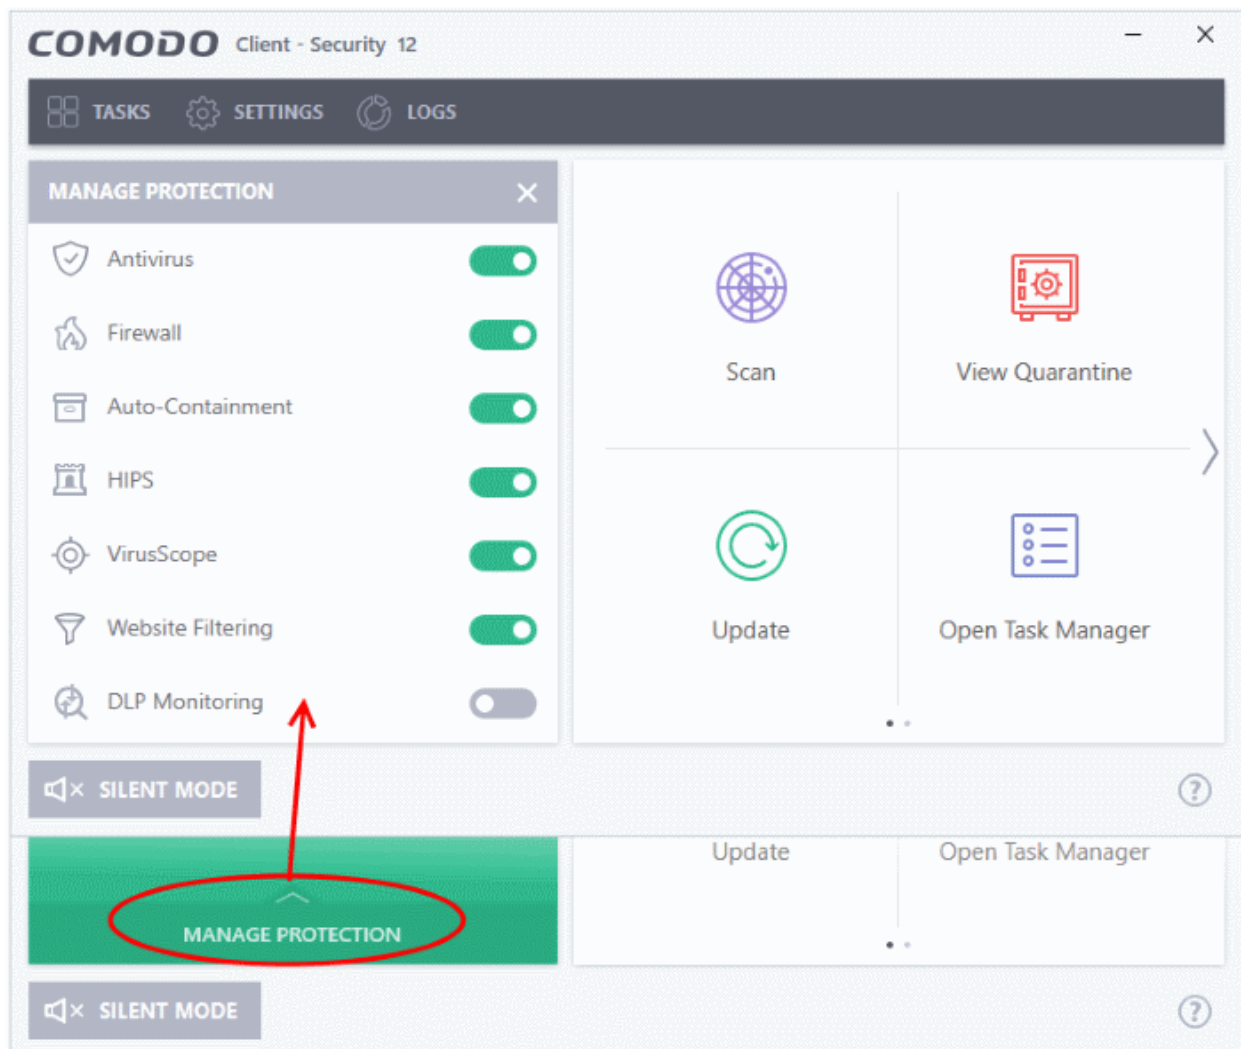 COMODO Client - Security 12
TASKS SETTINGS LOGS
MANAGE PROTECTION
Antivirus
Firewall
Auto-Containment
HIPS
VirusScope
Website Filtering
DLP Monitoring
Scan
View Quarantine
Update
Open Task Manager
SILENT MODE
?
Update
Open Task Manager
MANAGE PROTECTION
SILENT MODE
?